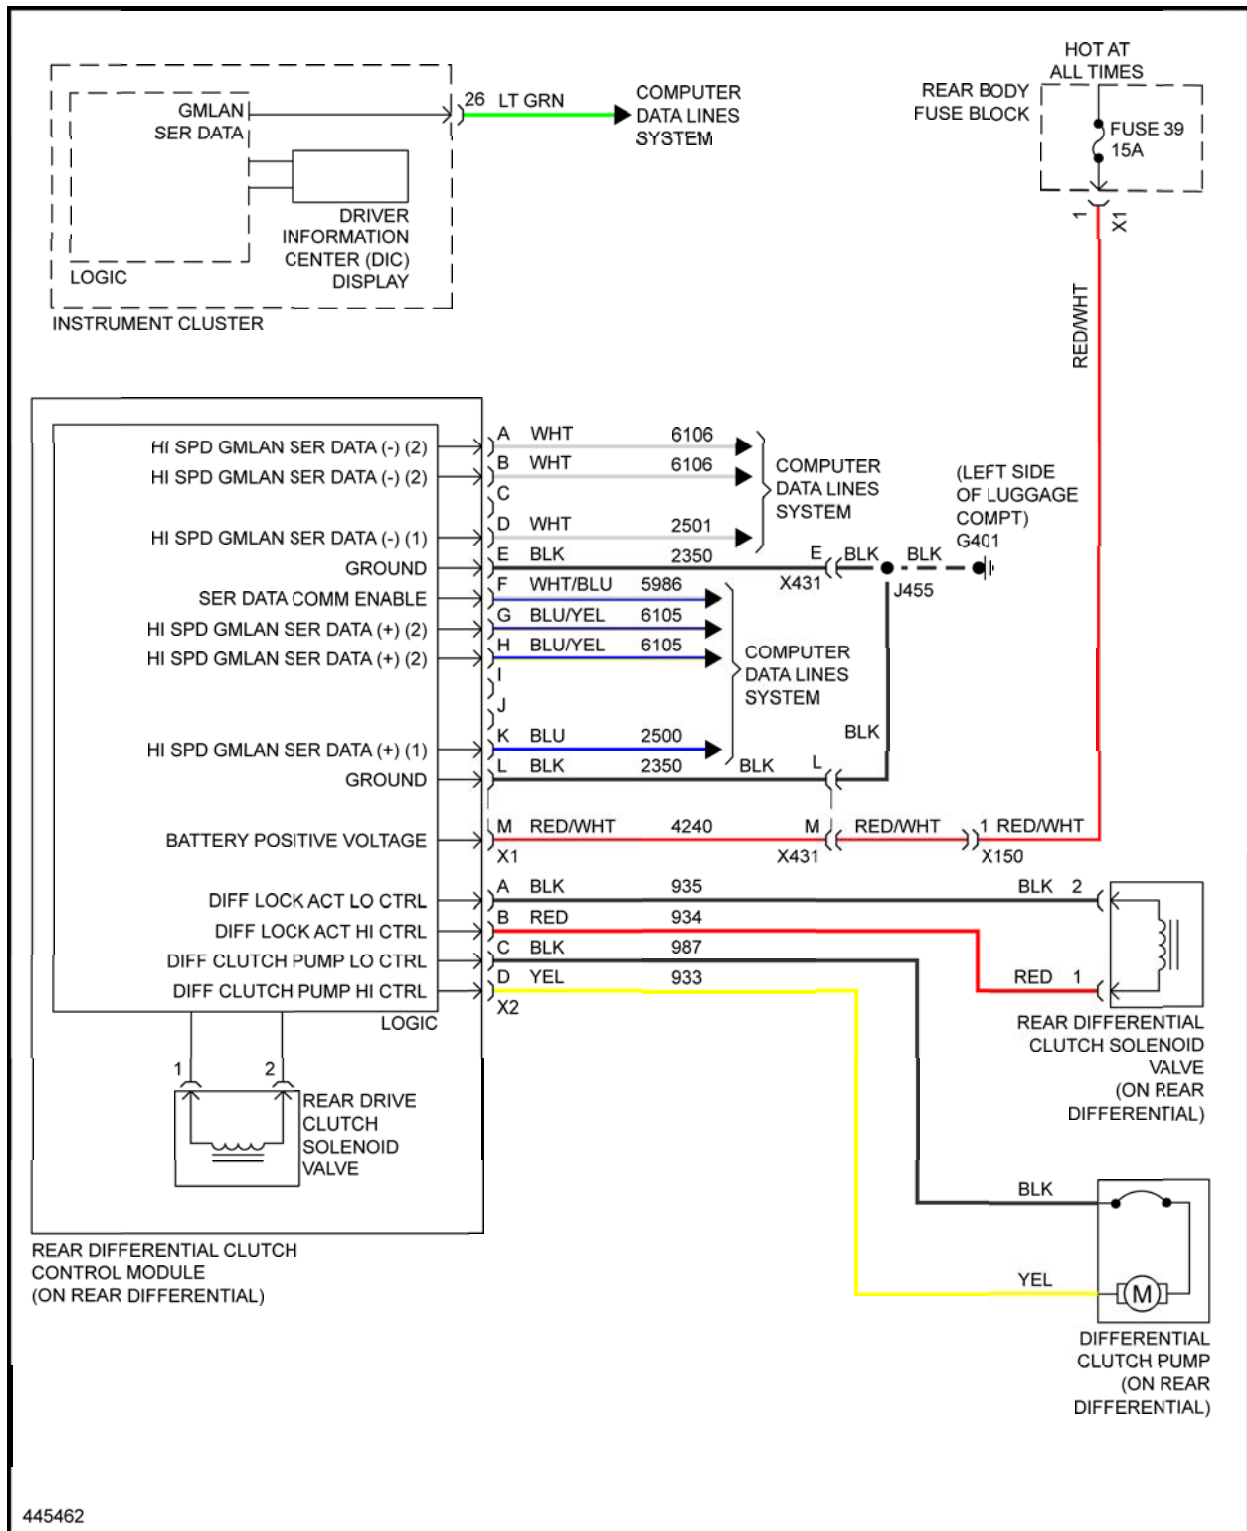 HOT AT
ALL TIMES
REAR BODY
FUSE BLOCK
FUSE 39
15A
1
X1
RED/WHT
GMLAN
SER DATA
26 LT GRN
COMPUTER
DATA LINES
SYSTEM
DRIVER
INFORMATION
CENTER (DIC)
DISPLAY
LOGIC
INSTRUMENT CLUSTER
HI SPD GMLAN SER DATA (-) (2) A WHT 6106
HI SPD GMLAN SER DATA (-) (2) B WHT 6106
C
HI SPD GMLAN SER DATA (-) (1) D WHT 2501
COMPUTER
DATA LINES
SYSTEM
(LEFT SIDE
OF LUGGAGE
COMPT)
G401
GROUND E BLK 2350 E BLK BLK
X431
J455
SER DATA COMM ENABLE F WHT/BLU 5986
HI SPD GMLAN SER DATA (+) (2) G BLU/YEL 6105
HI SPD GMLAN SER DATA (+) (2) H BLU/YEL 6105
I
J
COMPUTER
DATA LINES
SYSTEM
HI SPD GMLAN SER DATA (+) (1) K BLU 2500
BLK
GROUND L BLK 2350 BLK L
BATTERY POSITIVE VOLTAGE M RED/WHT 4240 M RED/WHT 1 RED/WHT
X1 X431 X150
DIFF LOCK ACT LO CTRL A BLK 935 BLK 2
DIFF LOCK ACT HI CTRL B RED 934
DIFF CLUTCH PUMP LO CTRL C BLK 987
DIFF CLUTCH PUMP HI CTRL D YEL 933 RED 1
X2
LOGIC
REAR DIFFERENTIAL
CLUTCH SOLENOID
VALVE
(ON REAR
DIFFERENTIAL)
1 2
REAR DRIVE
CLUTCH
SOLENOID
VALVE
BLK
YEL
M
REAR DIFFERENTIAL CLUTCH
CONTROL MODULE
(ON REAR DIFFERENTIAL)
DIFFERENTIAL
CLUTCH PUMP
(ON REAR
DIFFERENTIAL)
445462